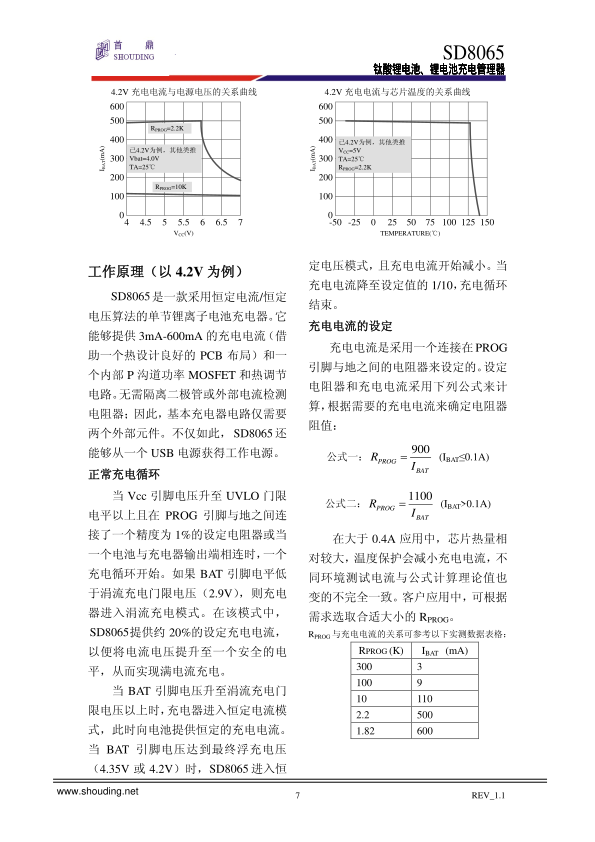 首 鼎
SHOUDING
SD8065
钛酸锂电池、锂电池充电管理器
4.2V 充电电流与电源电压的关系曲线
600
500
400
300
200
100
0
IBAT(mA)
RPROG=2.2K
已4.2V为例，其他类推
Vbat=4.0V
TA=25℃
RPROG=10K
4 4.5 5 5.5 6 6.5 7
VCC(V)
4.2V 充电电流与芯片温度的关系曲线
600
500
400
300
200
100
0
IBAT(mA)
已4.2V为例，其他类推
VCC=5V
TA=25℃
RPROG=2.2K
-50 -25 0 25 50 75 100 125 150
TEMPERATURE(℃)
工作原理（以 4.2V 为例）
SD8065 是一款采用恒定电流/恒定
电压算法的单节锂离子电池充电器。它
能够提供 3mA-600mA 的充电电流（借
助一个热设计良好的 PCB 布局）和一
个内部 P 沟道功率 MOSFET 和热调节
电路。无需隔离二极管或外部电流检测
电阻器；因此，基本充电器电路仅需要
两个外部元件。不仅如此， SD8065 还
能够从一个 USB 电源获得工作电源。
正常充电循环
当 Vcc 引脚电压升至 UVLO 门限
电平以上且在 PROG 引脚与地之间连
接了一个精度为 1%的设定电阻器或当
一个电池与充电器输出端相连时，一个
充电循环开始。如果 BAT 引脚电平低
于涓流充电门限电压（2.9V），则充电
器进入涓流充电模式。在该模式中，
SD8065提供约 20%的设定充电电流，
以便将电流电压提升至一个安全的电
平，从而实现满电流充电。
当 BAT 引脚电压升至涓流充电门
限电压以上时，充电器进入恒定电流模
式，此时向电池提供恒定的充电电流。
当 BAT 引脚电压达到最终浮充电压
（4.35V 或 4.2V）时，SD8065 进入恒
定电压模式，且充电电流开始减小。当
充电电流降至设定值的 1/10，充电循环
结束。
充电电流的设定
充电电流是采用一个连接在 PROG
引脚与地之间的电阻器来设定的。设定
电阻器和充电电流采用下列公式来计
算，根据需要的充电电流来确定电阻器
阻值：
公式一： RPROG = 900 / IBAT (IBAT≤0.1A)
公式二： RPROG = 1100 / IBAT (IBAT>0.1A)
在大于 0.4A 应用中，芯片热量相
对较大，温度保护会减小充电电流，不
同环境测试电流与公式计算理论值也
变的不完全一致。客户应用中，可根据
需求选取合适大小的 RPROG。
RPROG 与充电电流的关系可参考以下实测数据表格：
RPROG (K) IBAT (mA)
300 3
100 9
10 110
2.2 500
1.82 600
www.shouding.net
7
REV_1.1